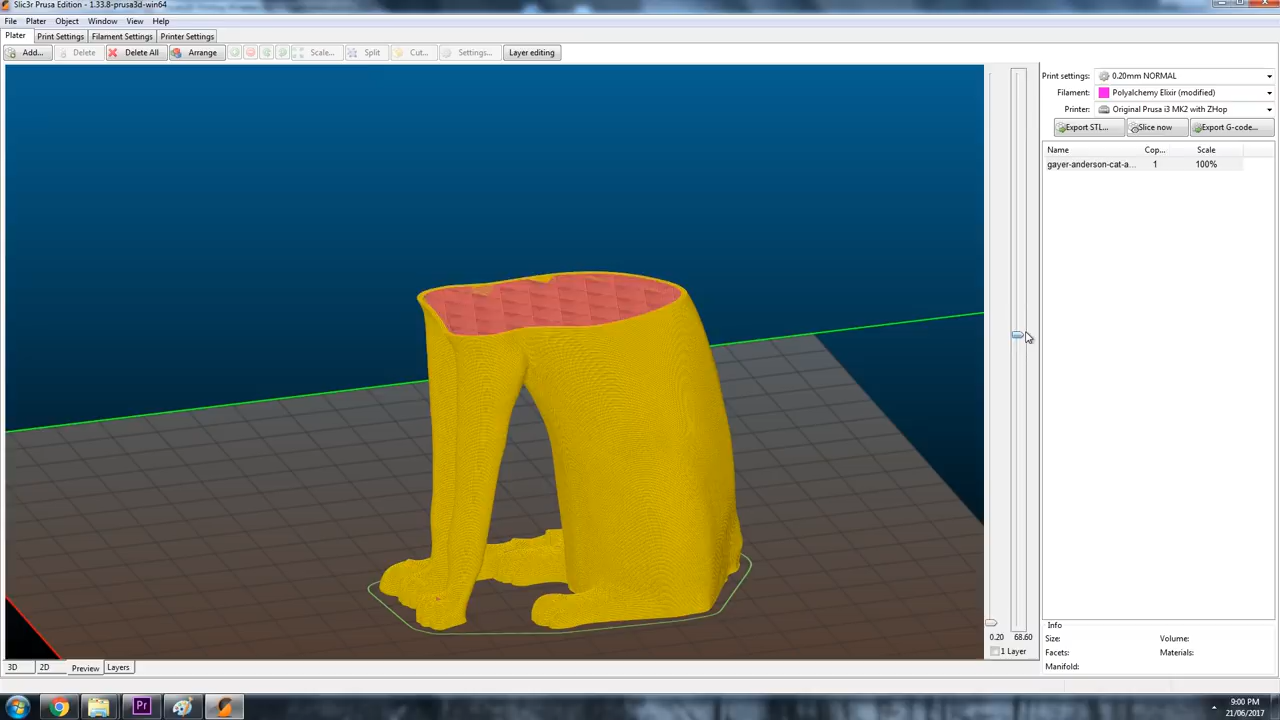 Slic3r Prusa Edition - 1.33.8-prusa3d-win64
File Plater Object Window View Help
Plater Print Settings Filament Settings Printer Settings
Add... Delete Delete All Arrange Scale... Split Cut... Settings... Layer editing
Print settings: 0.20mm NORMAL
Filament: Polyalchemy Elixir (modified)
Printer: Original Prusa i3 MK2 with ZHop
Export STL... Slice now Export G-code...
Name Cop... Scale
gayer-anderson-cat-a... 1 100%
Info
Size: Volume:
Facets: Materials:
Manifold:
0.20 68.60
1 Layer
3D 2D Preview Layers
Pr
9:00 PM
21/06/2017